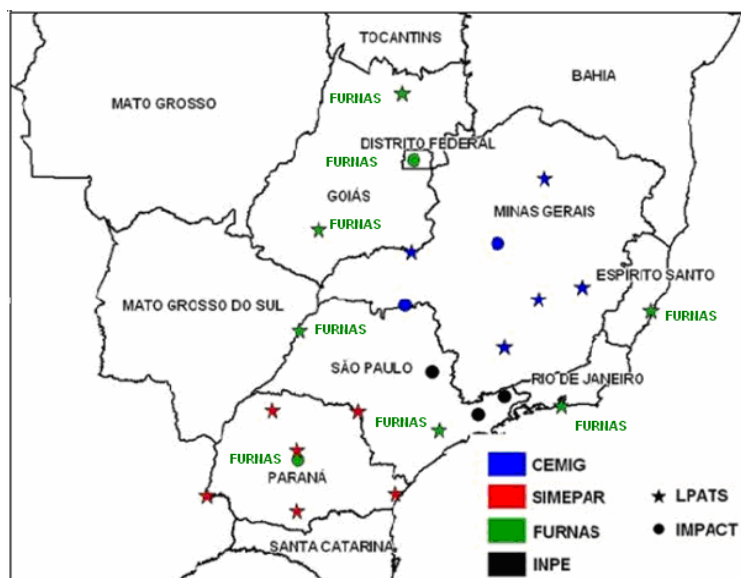 TOCANTINS
BAHIA
MATO GROSSO
FURNAS
DISTRITO FEDERAL
FURNAS
GOIÁS
FURNAS
MINAS GERAIS
ESPÍRITO SANTO
MATO GROSSO DO SUL
FURNAS
FURNAS
SÃO PAULO
RIO DE JANEIRO
FURNAS
FURNAS
FURNAS
PARANÁ
CEMIG
SIMEPAR
LPATS
FURNAS
IMPACT
SANTA CATARINA
INPE